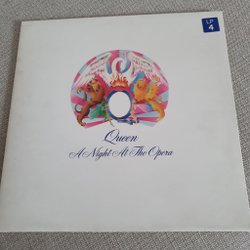 LP
4
Queen
A Night At The Opera